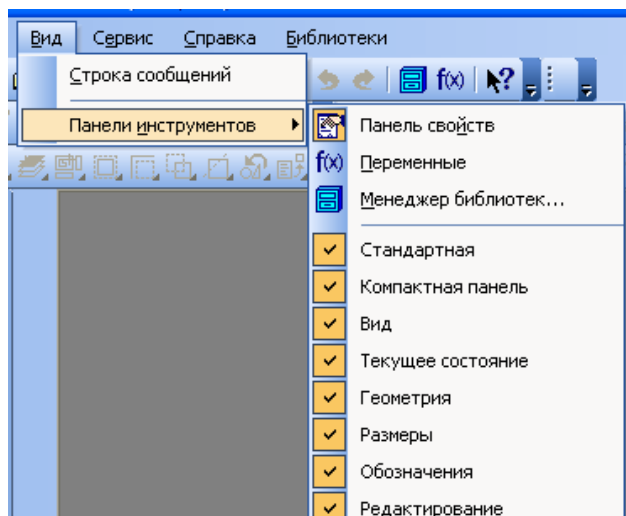 Вид Сервис Справка Библиотеки
Строка сообщений
f(x) ?
Панели инструментов
Панель свойств
f(x) Переменные
Менеджер библиотек...
Стандартная
Компактная панель
Вид
Текущее состояние
Геометрия
Размеры
Обозначения
Редактирование